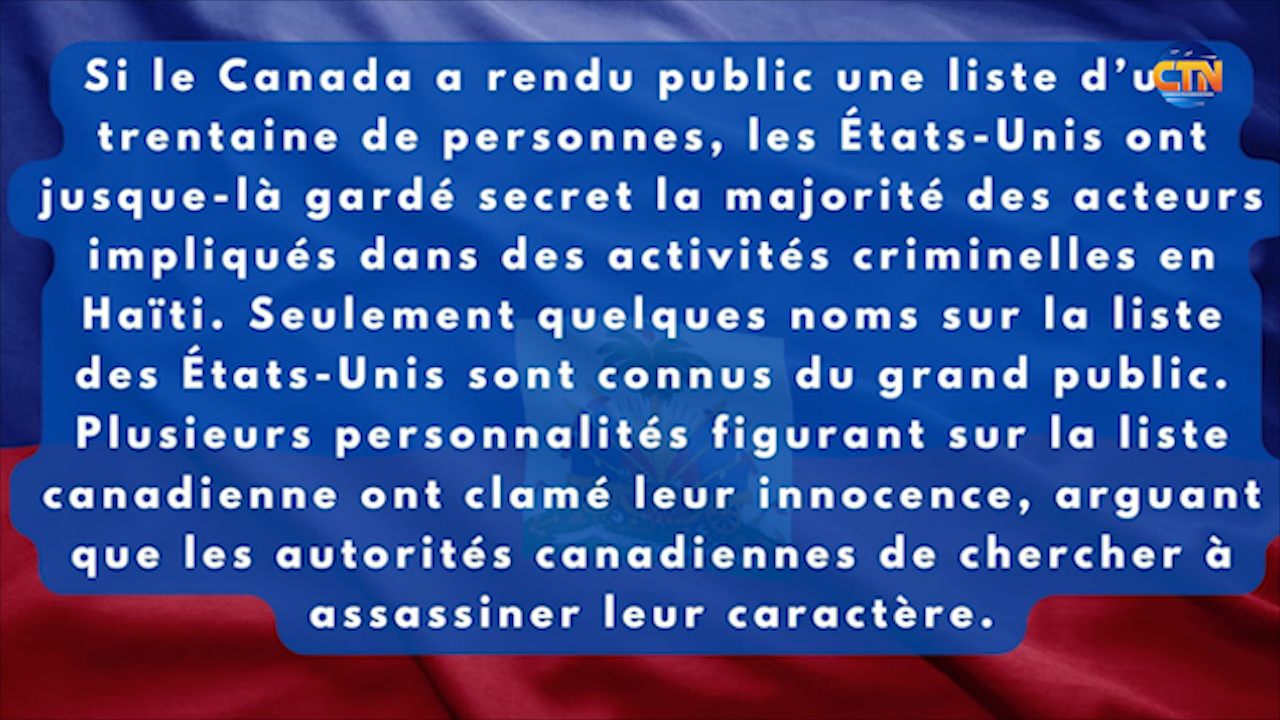 Si le Canada a rendu public une liste d'u
CTN
trentaine de personnes, les États-Unis ont
jusque-là gardé secret la majorité des acteurs
impliqués dans des activités criminelles en
Haïti. Seulement quelques noms sur la liste
des États-Unis sont connus du grand public.
Plusieurs personnalités figurant sur la liste
canadienne ont clamé leur innocence, arguant
que les autorités canadiennes de chercher à
assassiner leur caractère.